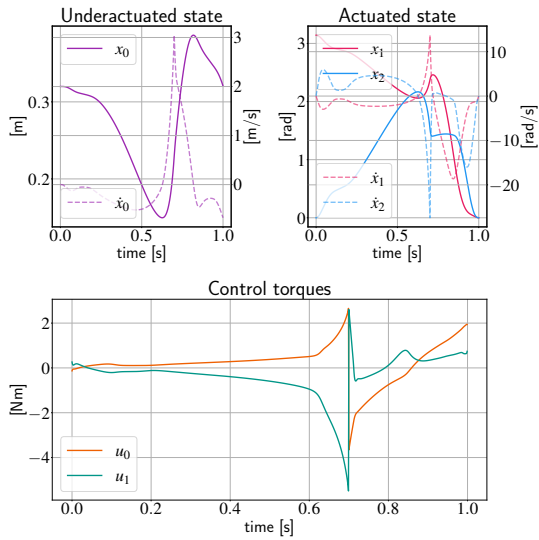 Underactuated state
Actuated state
x₀
x₁
x₂
3
2
1
0
0.3
0.2
[m]
[m/s]
ẋ₀
0.0
0.5
1.0
time [s]
3
2
1
0
[rad]
10
0
−10
−20
[rad/s]
ẋ₁
ẋ₂
0.0
0.5
1.0
time [s]
Control torques
2
0
−2
−4
[Nm]
u₀
u₁
0.0
0.2
0.4
0.6
0.8
1.0
time [s]